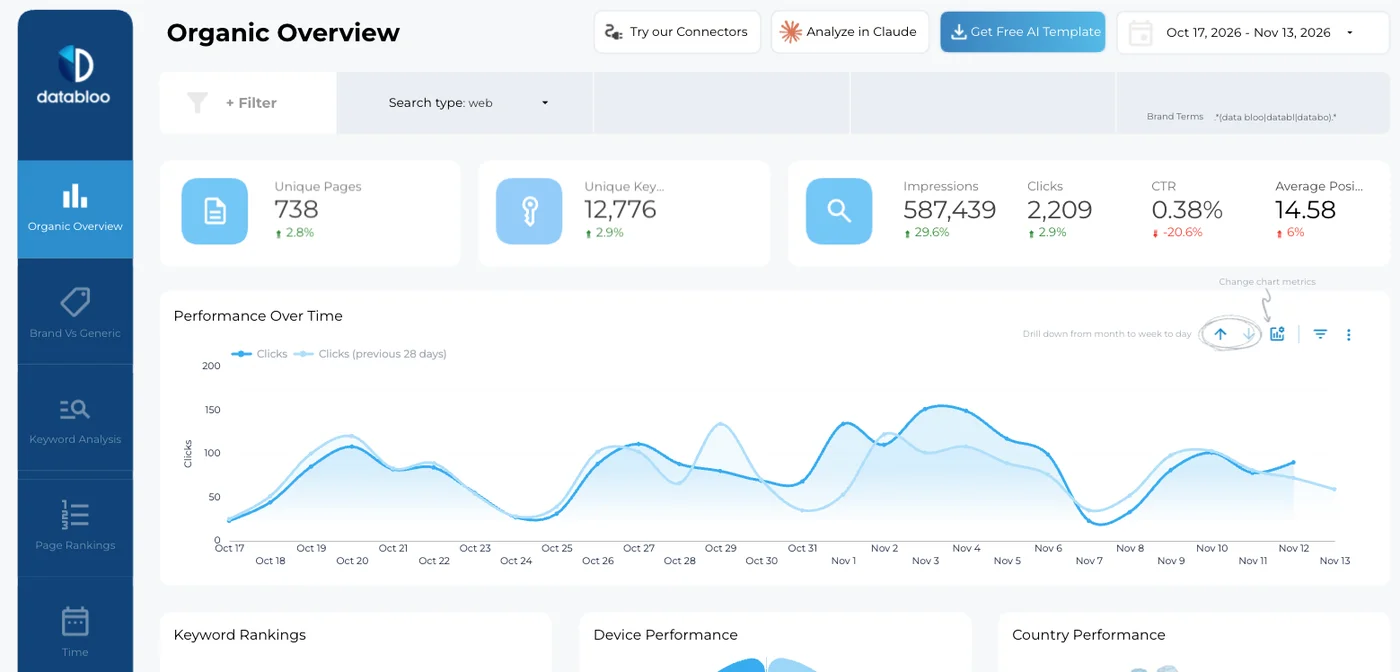 databloo
Organic Overview
Try our Connectors
Analyze in Claude
Get Free AI Template
Oct 17, 2026 - Nov 13, 2026
+ Filter
Search type: web
Brand Terms .*(data bloo|databl|databo).*
Organic Overview
Brand Vs Generic
Keyword Analysis
Page Rankings
Time
Unique Pages
738
2.8%
Unique Key...
12,776
2.9%
Impressions
587,439
29.6%
Clicks
2,209
2.9%
CTR
0.38%
-20.6%
Average Posi...
14.58
6%
Change chart metrics
Performance Over Time
Drill down from month to week to day
Clicks
Clicks (previous 28 days)
Clicks
200
150
100
50
0
Oct 17 Oct 19 Oct 21 Oct 23 Oct 25 Oct 27 Oct 29 Oct 31 Nov 2 Nov 4 Nov 6 Nov 8 Nov 10 Nov 12
Oct 18 Oct 20 Oct 22 Oct 24 Oct 26 Oct 28 Oct 30 Nov 1 Nov 3 Nov 5 Nov 7 Nov 9 Nov 11 Nov 13
Keyword Rankings
Device Performance
Country Performance